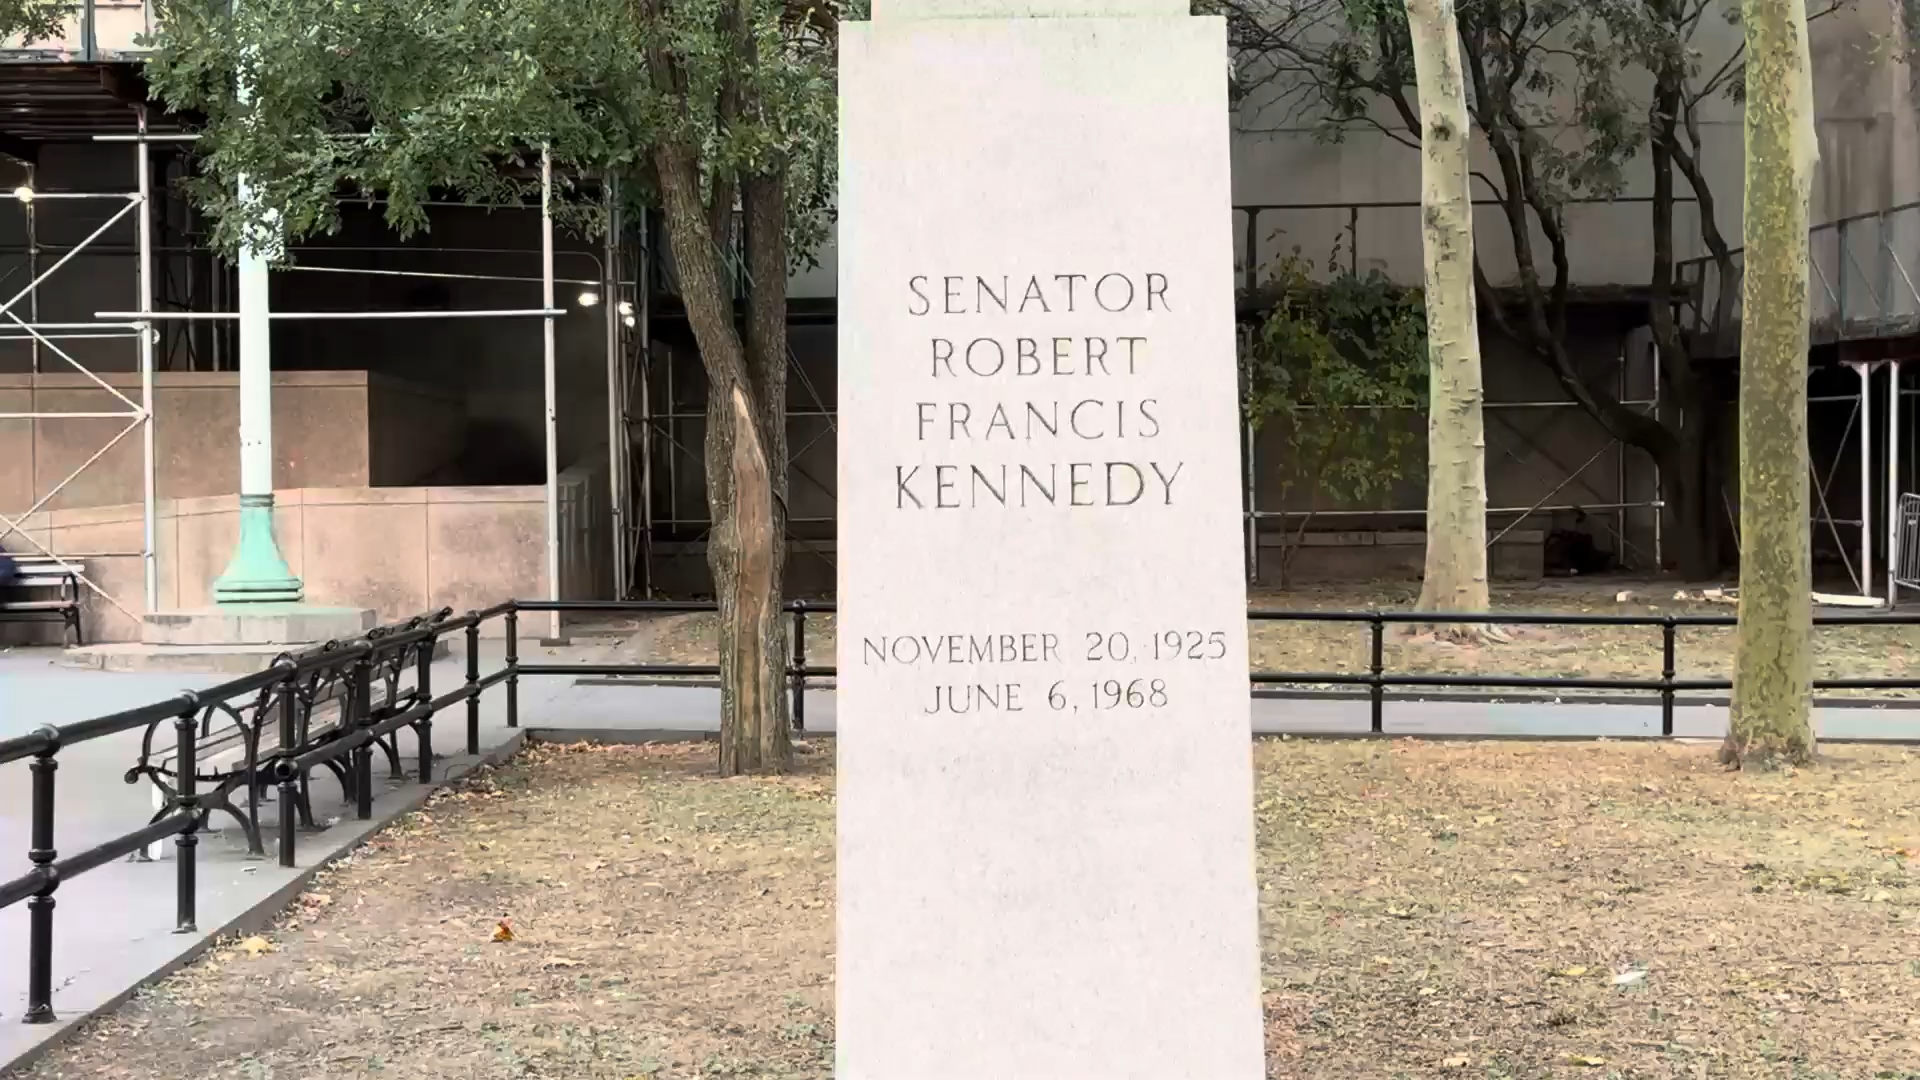 SENATOR
ROBERT
FRANCIS
KENNEDY
NOVEMBER 20, 1925
JUNE 6, 1968